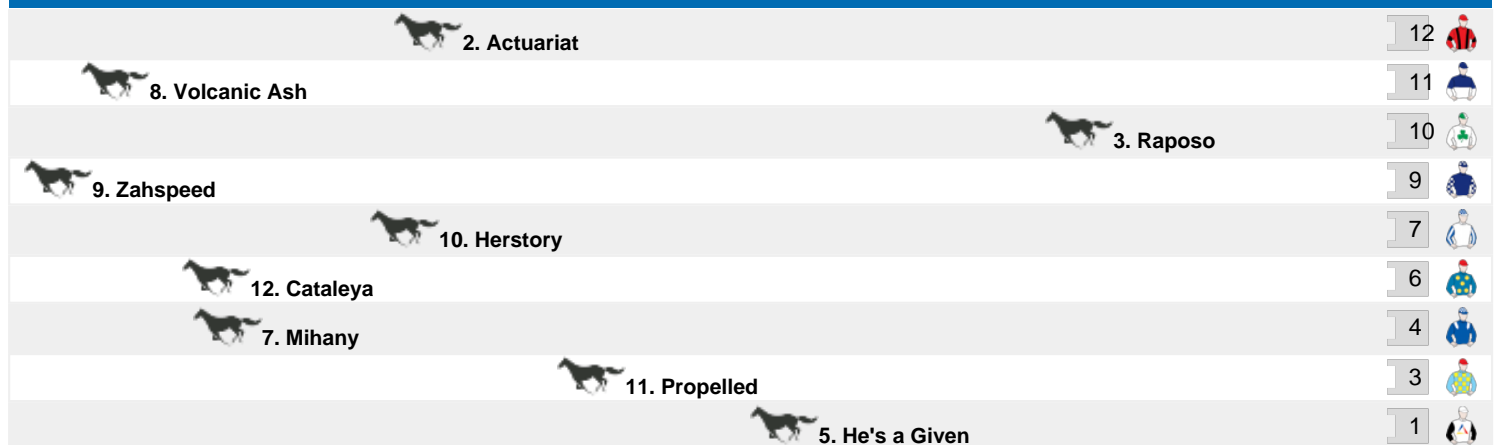 2. Actuariat 12
8. Volcanic Ash 11
3. Raposo 10
9. Zahspeed 9
10. Herstory 7
12. Cataleya 6
7. Mihany 4
11. Propelled 3
5. He's a Given 1